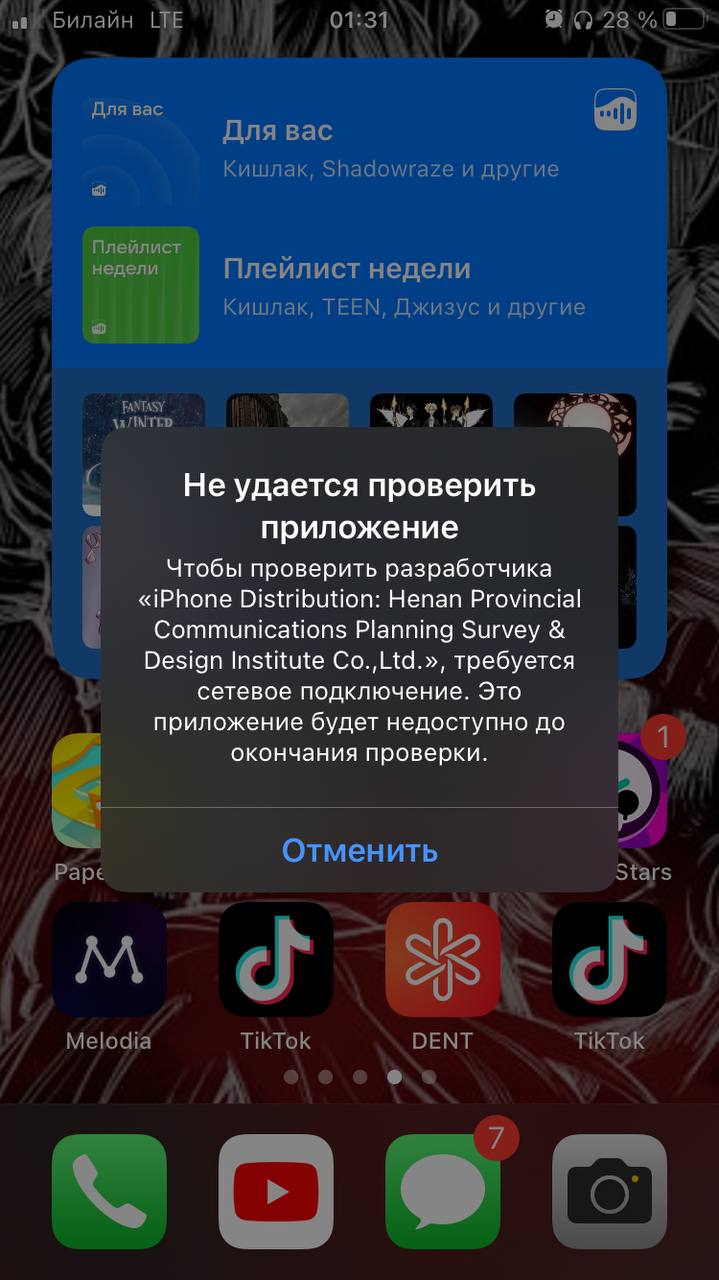 Билайн LTE 01:31 28 %
Для вас
Для вас
Кишлак, Shadowraze и другие
Плейлист
недели
Плейлист недели
Кишлак, TEEN, Джизус и другие
FANTASY
WINTER
Не удается проверить
приложение
Чтобы проверить разработчика
«iPhone Distribution: Henan Provincial
Communications Planning Survey &
Design Institute Co.,Ltd.», требуется
сетевое подключение. Это
приложение будет недоступно до
окончания проверки.
Отменить
1
Pape
Stars
Melodia TikTok DENT TikTok
7